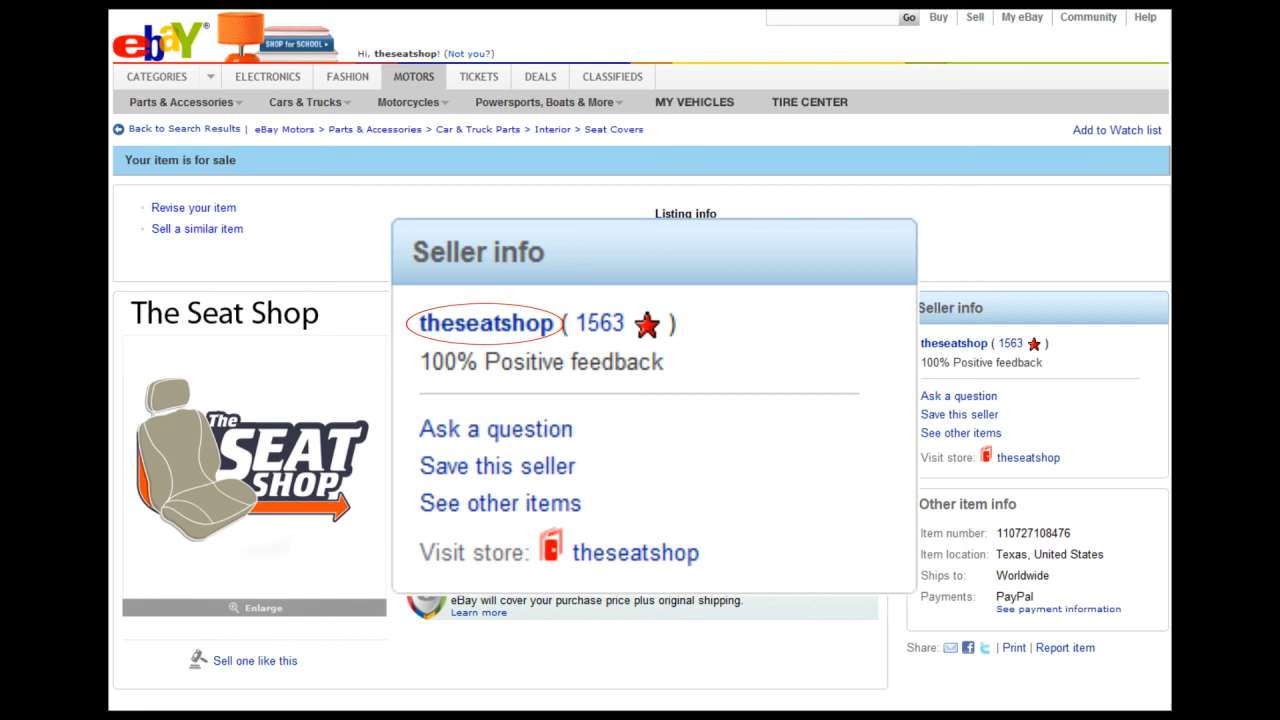 ebay®
SHOP for SCHOOL ▸
Hi, theseatshop! (Not you?)
Go Buy Sell My eBay Community Help
CATEGORIES ELECTRONICS FASHION MOTORS TICKETS DEALS CLASSIFIEDS
Parts & Accessories Cars & Trucks Motorcycles Powersports, Boats & More MY VEHICLES TIRE CENTER
Back to Search Results | eBay Motors > Parts & Accessories > Car & Truck Parts > Interior > Seat Covers
Add to Watch list
Your item is for sale
Revise your item
Sell a similar item
Listing info
The Seat Shop
The
SEAT
SHOP
Enlarge
Sell one like this
Seller info
theseatshop ( 1563 )
100% Positive feedback
Ask a question
Save this seller
See other items
Visit store: theseatshop
eBay will cover your purchase price plus original shipping.
Learn more
Seller info
theseatshop ( 1563 )
100% Positive feedback
Ask a question
Save this seller
See other items
Visit store: theseatshop
Other item info
Item number: 110727108476
Item location: Texas, United States
Ships to: Worldwide
Payments: PayPal
See payment information
Share: | Print | Report item